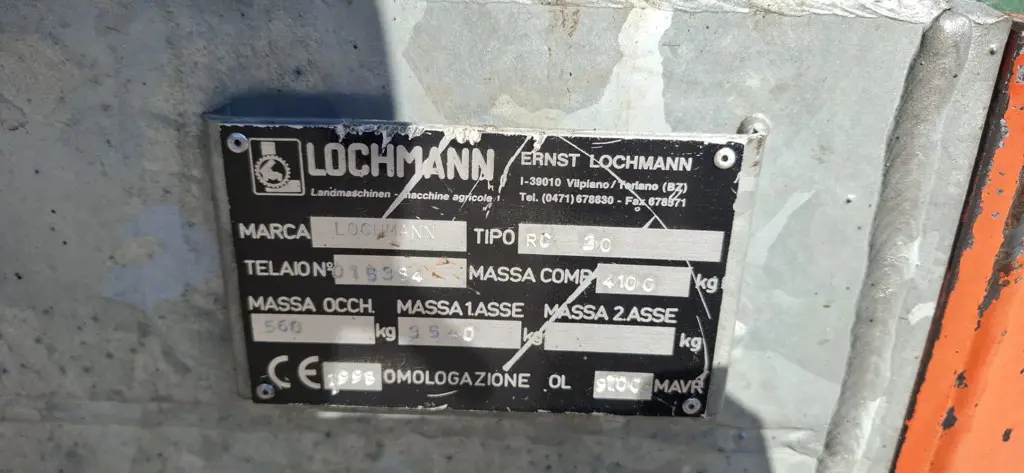 LOCHMANN
Landmaschinen - macchine agricole
ERNST LOCHMANN
I-39010 Vilpiano/Terlano (BZ)
Tel. (0471) 678630 - Fax 678571
MARCA LOCHMANN TIPO RC 30
TELAIO N° MASSA COMP. 4100 kg
MASSA OCCH. 560 kg MASSA 1.ASSE kg MASSA 2.ASSE kg
CE 1998 OMOLOGAZIONE OL MAVR